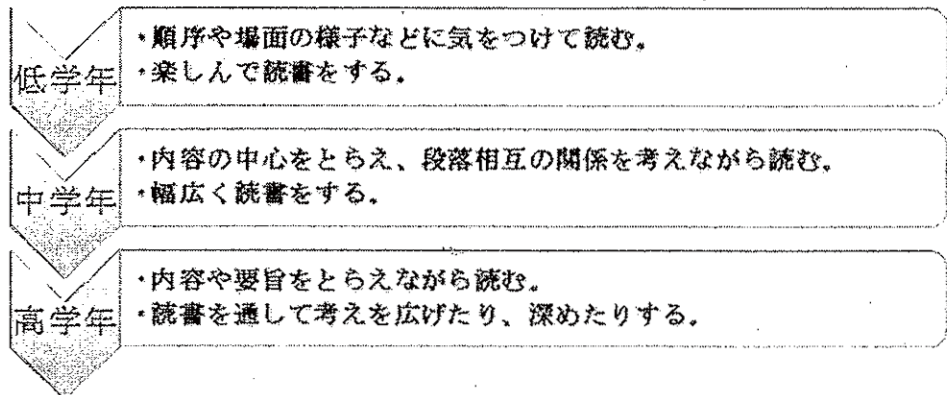 低学年
・順序や場面の様子などに気をつけて読む。
・楽しんで読書をする。
中学年
・内容の中心をとらえ、段落相互の関係を考えながら読む。
・幅広く読書をする。
高学年
・内容や要旨をとらえながら読む。
・読書を通して考えを広げたり、深めたりする。